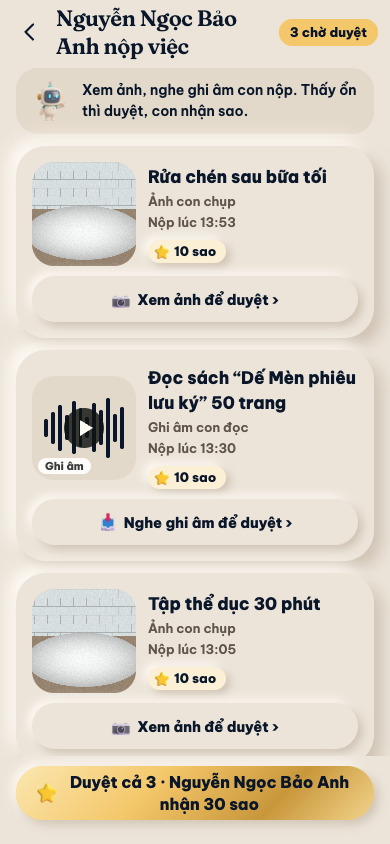 Nguyễn Ngọc Bảo
Anh nộp việc
3 chờ duyệt
Xem ảnh, nghe ghi âm con nộp. Thấy ổn
thì duyệt, con nhận sao.
Rửa chén sau bữa tối
Ảnh con chụp
Nộp lúc 13:53
10 sao
Xem ảnh để duyệt ›
Đọc sách “Dế Mèn phiêu
lưu ký” 50 trang
Ghi âm con đọc
Nộp lúc 13:30
10 sao
Ghi âm
Nghe ghi âm để duyệt ›
Tập thể dục 30 phút
Ảnh con chụp
Nộp lúc 13:05
10 sao
Xem ảnh để duyệt ›
Duyệt cả 3 · Nguyễn Ngọc Bảo Anh
nhận 30 sao